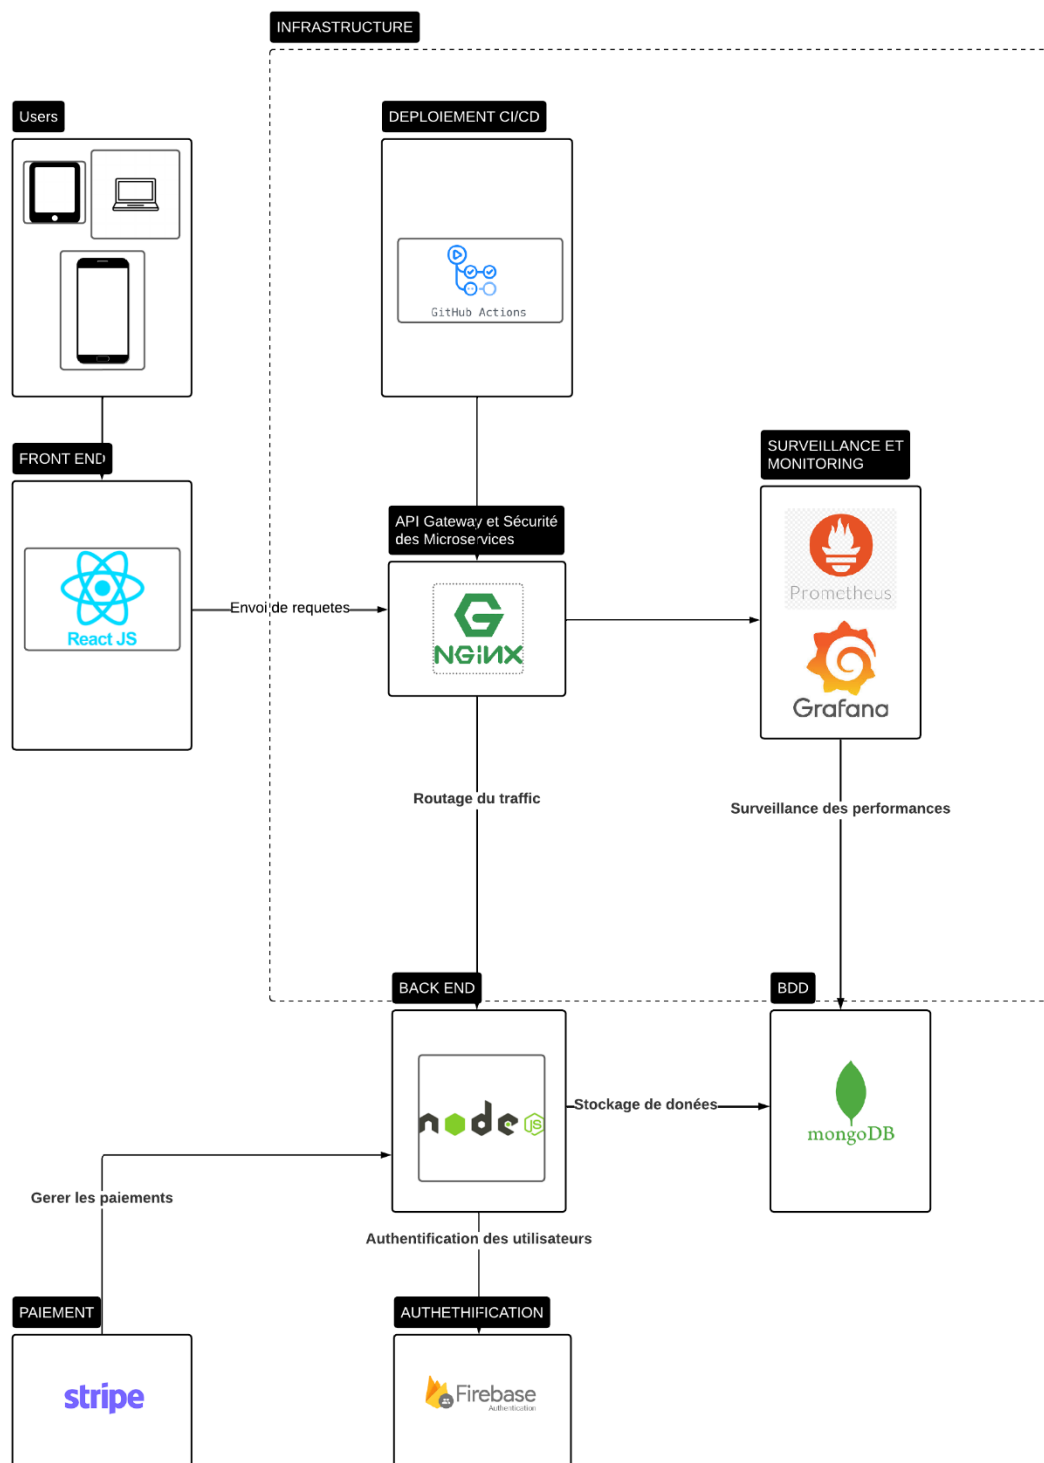 INFRASTRUCTURE
Users
DEPLOIEMENT CI/CD
GitHub Actions
FRONT END
React JS
Envoi de requetes
API Gateway et Sécurité
des Microservices
NGINX
SURVEILLANCE ET
MONITORING
Prometheus
Grafana
Routage du traffic
Surveillance des performances
BACK END
node
JS
BDD
Stockage de donées
mongoDB
Gerer les paiements
Authentification des utilisateurs
PAIEMENT
stripe
AUTHETHIFICATION
Firebase
Authentication